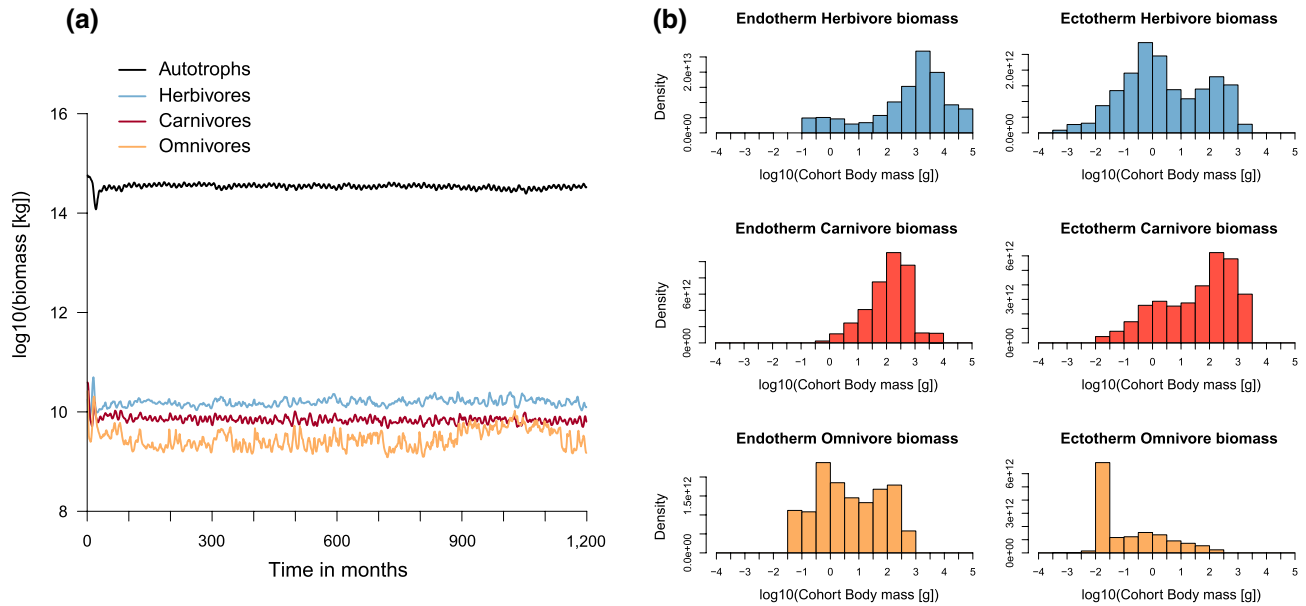 (a)
Autotrophs
Herbivores
Carnivores
Omnivores
log10(biomass [kg])
16
14
12
10
8
0 300 600 900 1,200
Time in months
(b)
Endotherm Herbivore biomass
Density
0.0e+00 2.0e+13
−4 −3 −2 −1 0 1 2 3 4 5
log10(Cohort Body mass [g])
Ectotherm Herbivore biomass
0.0e+00 2.0e+12
−4 −3 −2 −1 0 1 2 3 4 5
log10(Cohort Body mass [g])
Endotherm Carnivore biomass
Density
0e+00 6e+12
−4 −3 −2 −1 0 1 2 3 4 5
log10(Cohort Body mass [g])
Ectotherm Carnivore biomass
0e+00 3e+12 6e+12
−4 −3 −2 −1 0 1 2 3 4 5
log10(Cohort Body mass [g])
Endotherm Omnivore biomass
Density
0.0e+00 1.5e+12
−4 −3 −2 −1 0 1 2 3 4 5
log10(Cohort Body mass [g])
Ectotherm Omnivore biomass
0e+00 3e+12 6e+12
−4 −3 −2 −1 0 1 2 3 4 5
log10(Cohort Body mass [g])